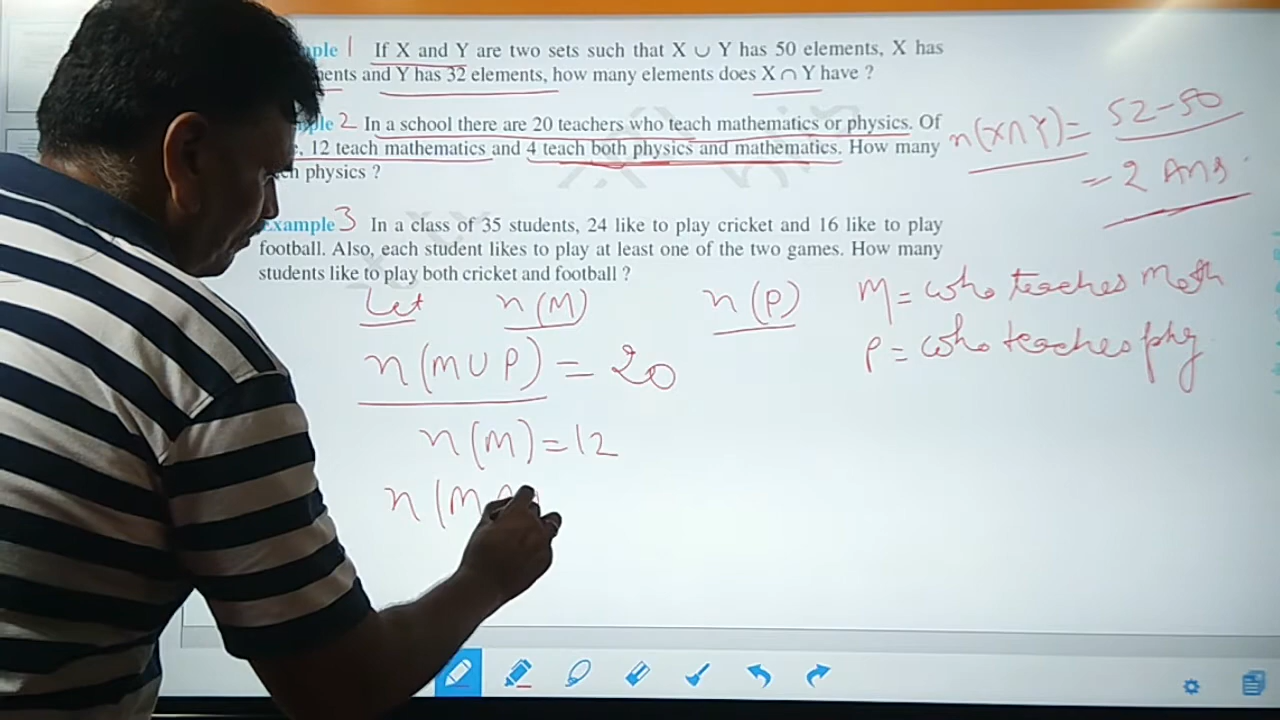 ple 1 If X and Y are two sets such that X ∪ Y has 50 elements, X has
ents and Y has 32 elements, how many elements does X ∩ Y have ?
ple 2 In a school there are 20 teachers who teach mathematics or physics. Of
, 12 teach mathematics and 4 teach both physics and mathematics. How many
ch physics ?
n(X∩Y) = 52-50
= 2 Ans.
Example 3 In a class of 35 students, 24 like to play cricket and 16 like to play
football. Also, each student likes to play at least one of the two games. How many
students like to play both cricket and football ?
Let n(M) n(P) M = who teaches Math
n(M∪P) = 20 P = who teaches phy
n(M) = 12
n(M